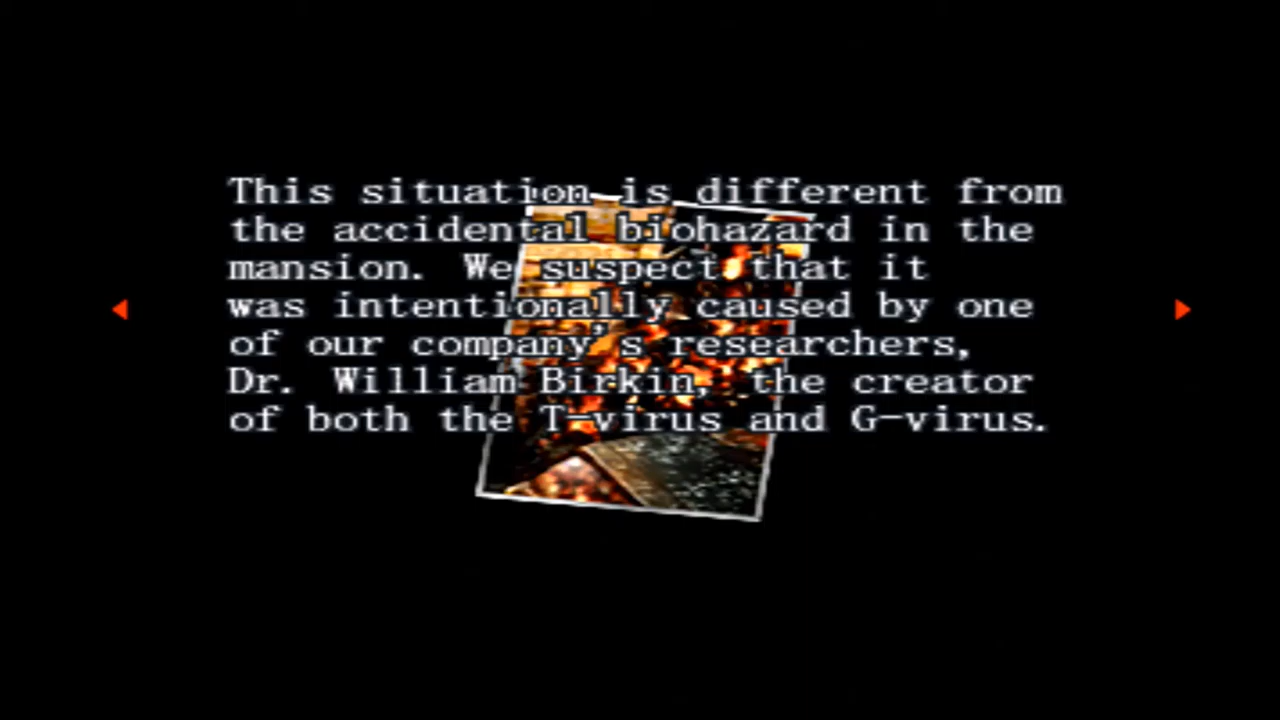 This situation is different from
the accidental biohazard in the
mansion. We suspect that it
was intentionally caused by one
of our company's researchers,
Dr. William Birkin, the creator
of both the T-virus and G-virus.